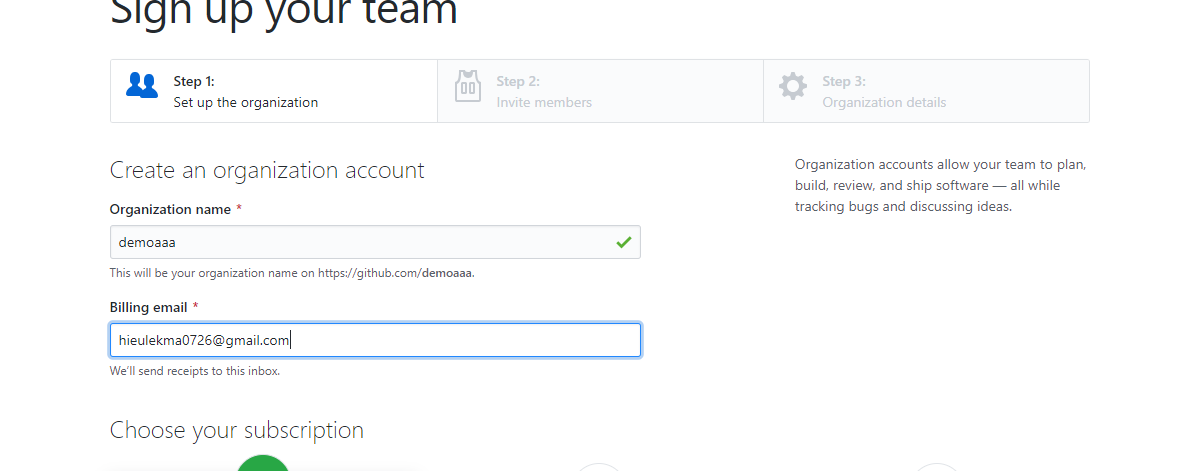 Sign up your team
Step 1:
Set up the organization
Step 2:
Invite members
Step 3:
Organization details
Create an organization account
Organization name *
demoaaa
This will be your organization name on https://github.com/demoaaa.
Billing email *
hieulekma0726@gmail.com
We'll send receipts to this inbox.
Organization accounts allow your team to plan,
build, review, and ship software — all while
tracking bugs and discussing ideas.
Choose your subscription